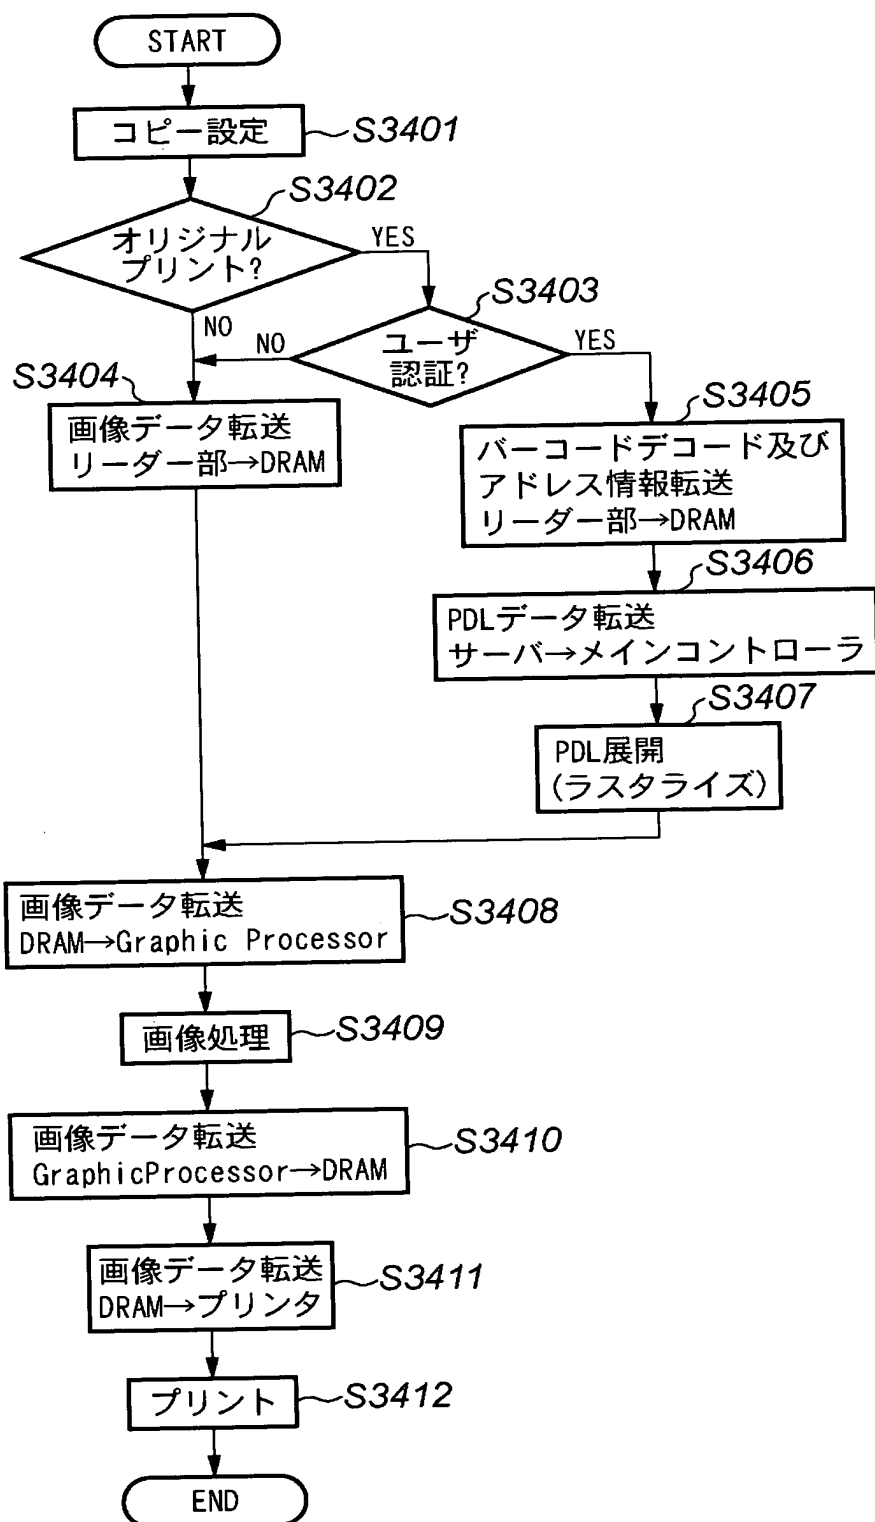 START
コピー設定
S3401
S3402
オリジナル
プリント?
YES
NO
S3403
ユーザ
認証?
NO
YES
S3404
画像データ転送
リーダー部→DRAM
S3405
バーコードデコード及び
アドレス情報転送
リーダー部→DRAM
S3406
PDLデータ転送
サーバ→メインコントローラ
S3407
PDL展開
(ラスタライズ)
画像データ転送
DRAM→Graphic Processor
S3408
画像処理
S3409
画像データ転送
GraphicProcessor→DRAM
S3410
画像データ転送
DRAM→プリンタ
S3411
プリント
S3412
END